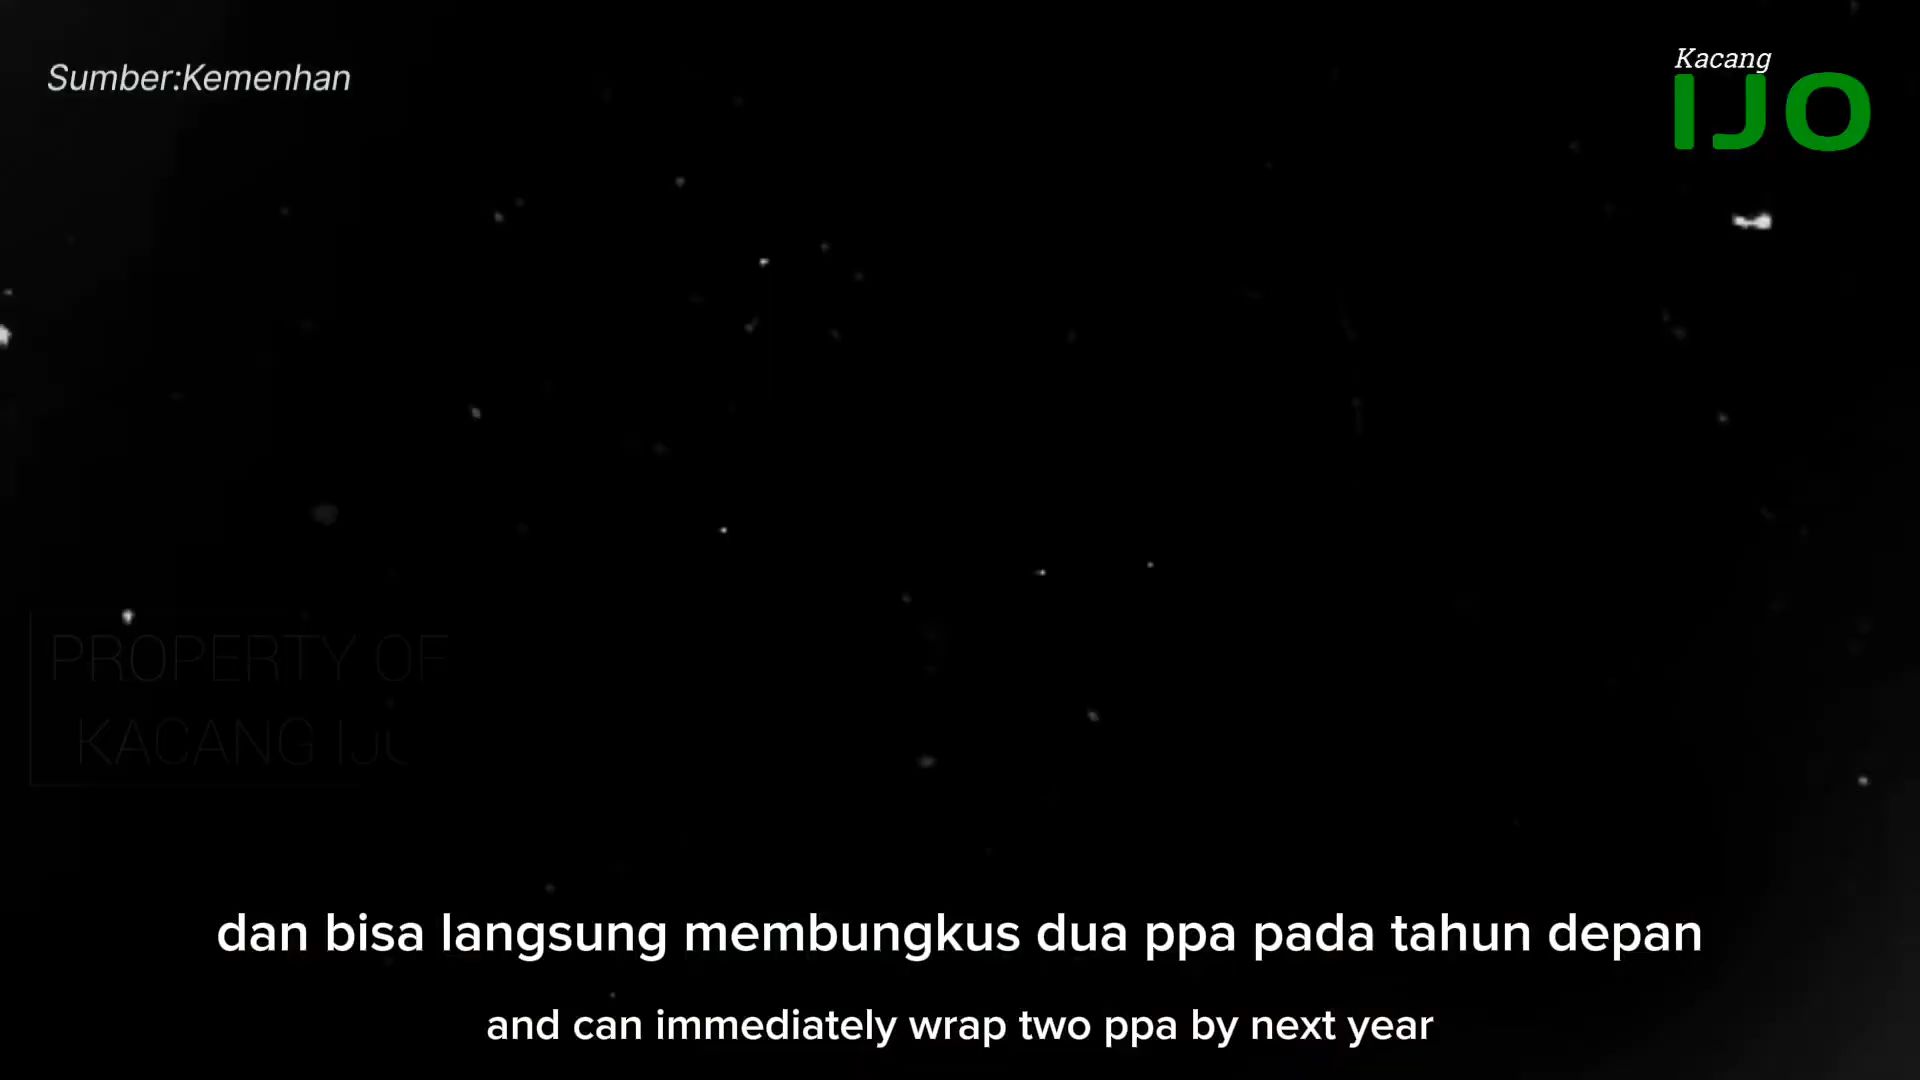 Sumber:Kemenhan
Kacang
IJO
PROPERTY OF
KACANG IJO
dan bisa langsung membungkus dua ppa pada tahun depan
and can immediately wrap two ppa by next year